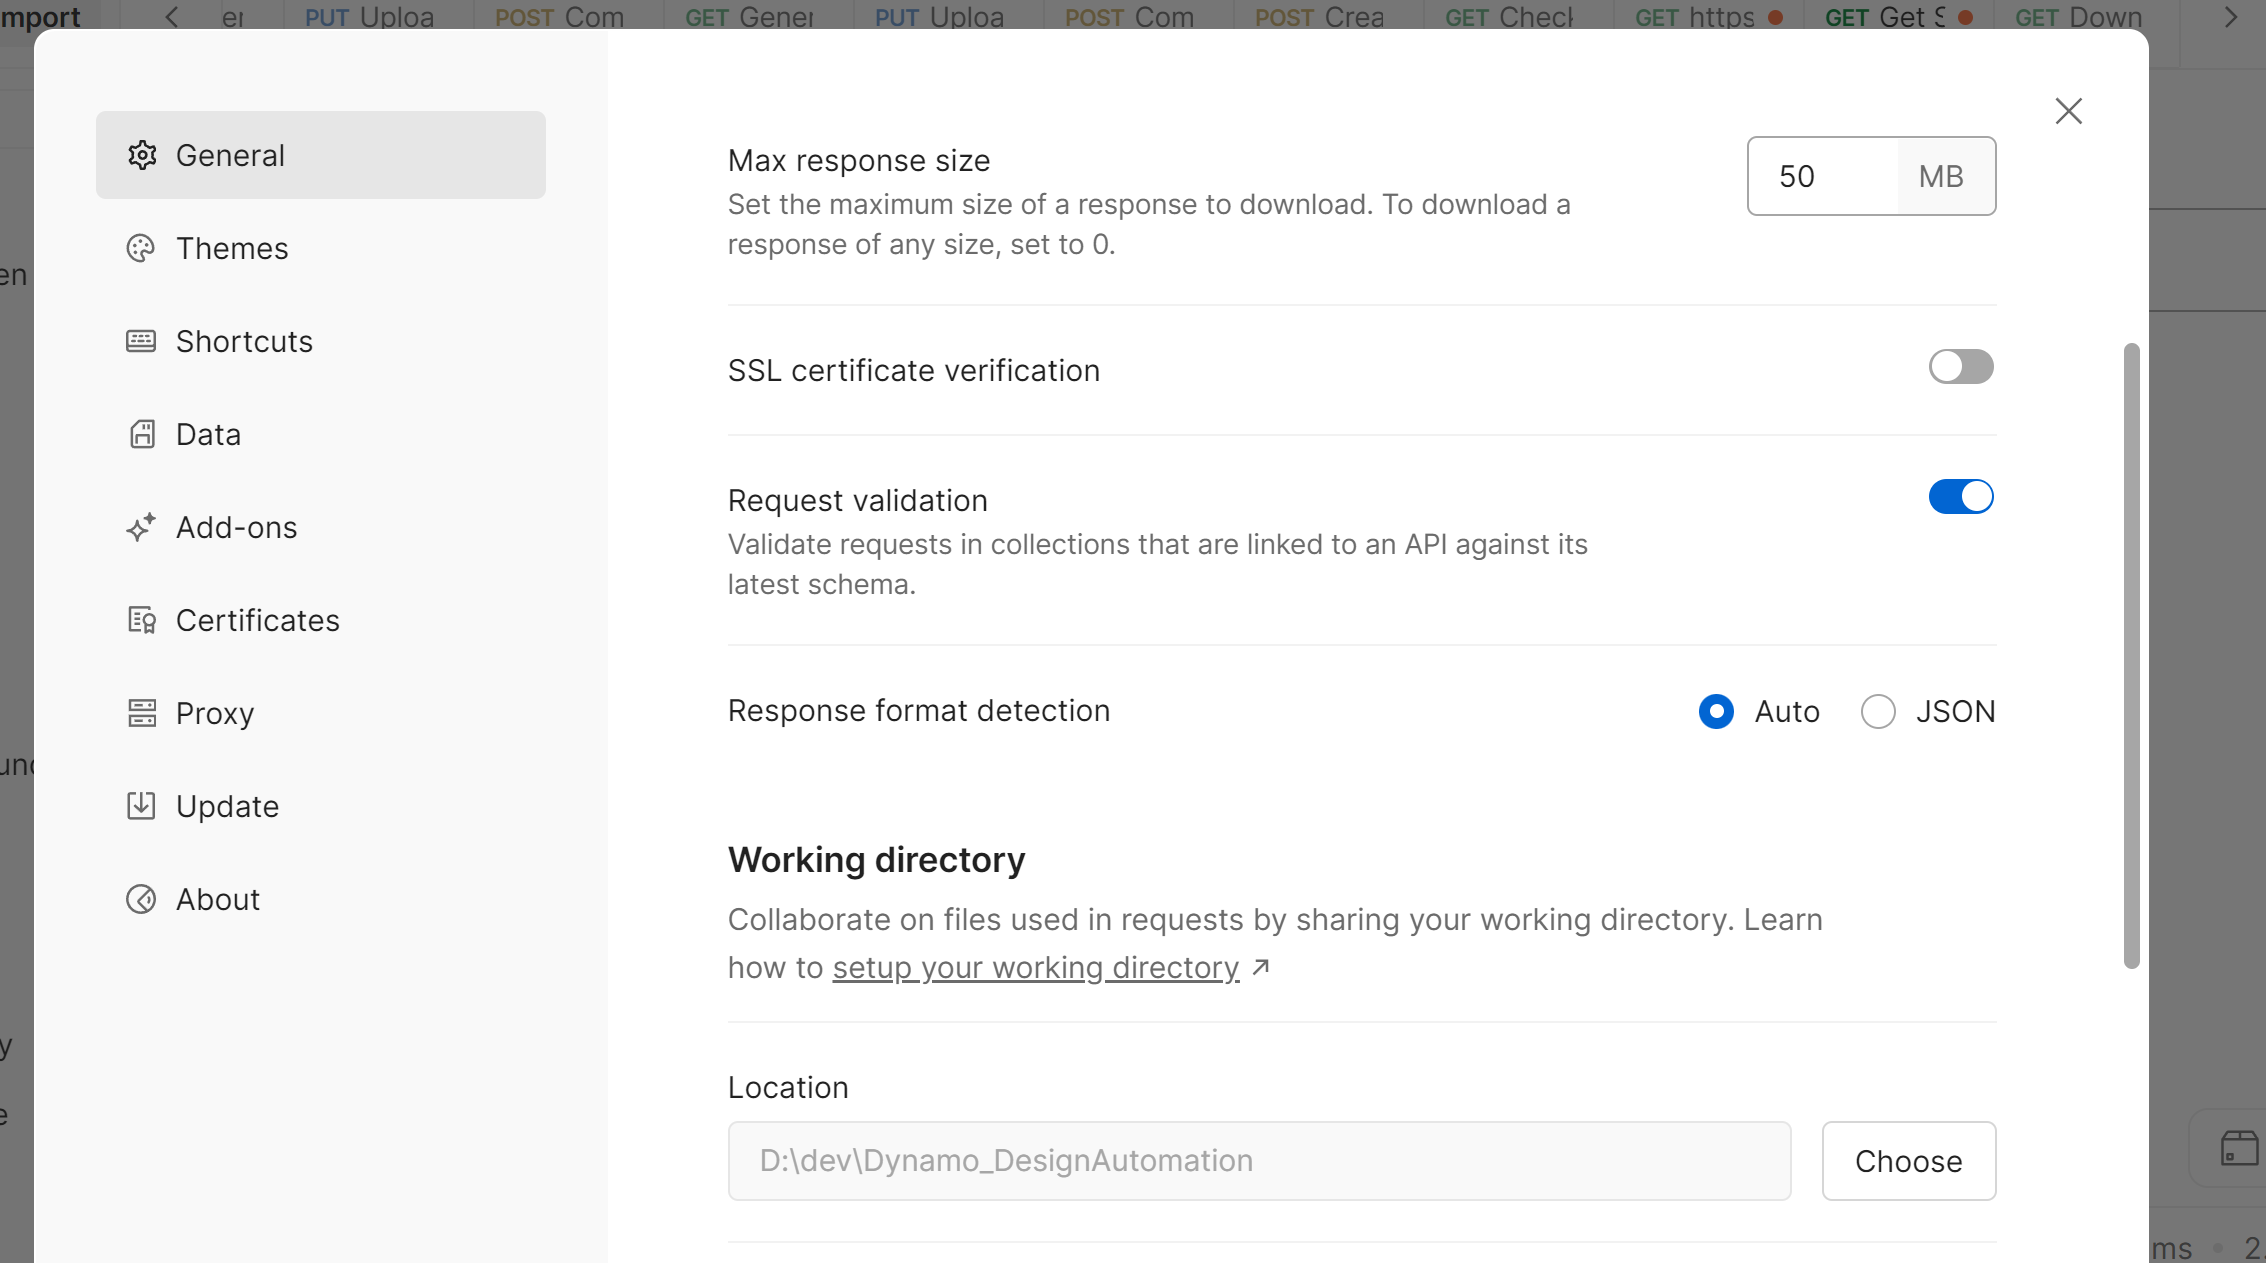 mport
er
PUT Uploa
POST Com
GET Gener
PUT Uploa
POST Com
POST Crea
GET Check
GET https
GET Get S
GET Down
en
und
y
e
General
Themes
Shortcuts
Data
Add-ons
Certificates
Proxy
Update
About
Max response size
Set the maximum size of a response to download. To download a
response of any size, set to 0.
50 MB
SSL certificate verification
Request validation
Validate requests in collections that are linked to an API against its
latest schema.
Response format detection
Auto JSON
Working directory
Collaborate on files used in requests by sharing your working directory. Learn
how to setup your working directory ↗
Location
D:\dev\Dynamo_DesignAutomation
Choose
ms • 2.